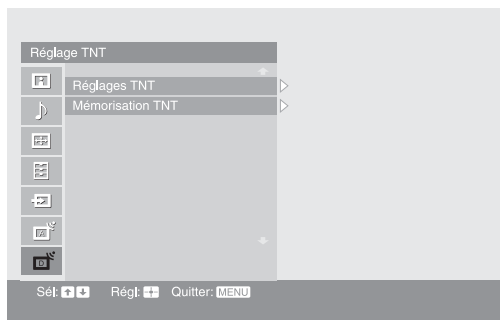 Réglage TNT
Réglages TNT
Mémorisation TNT
Sél: Régl: Quitter: MENU